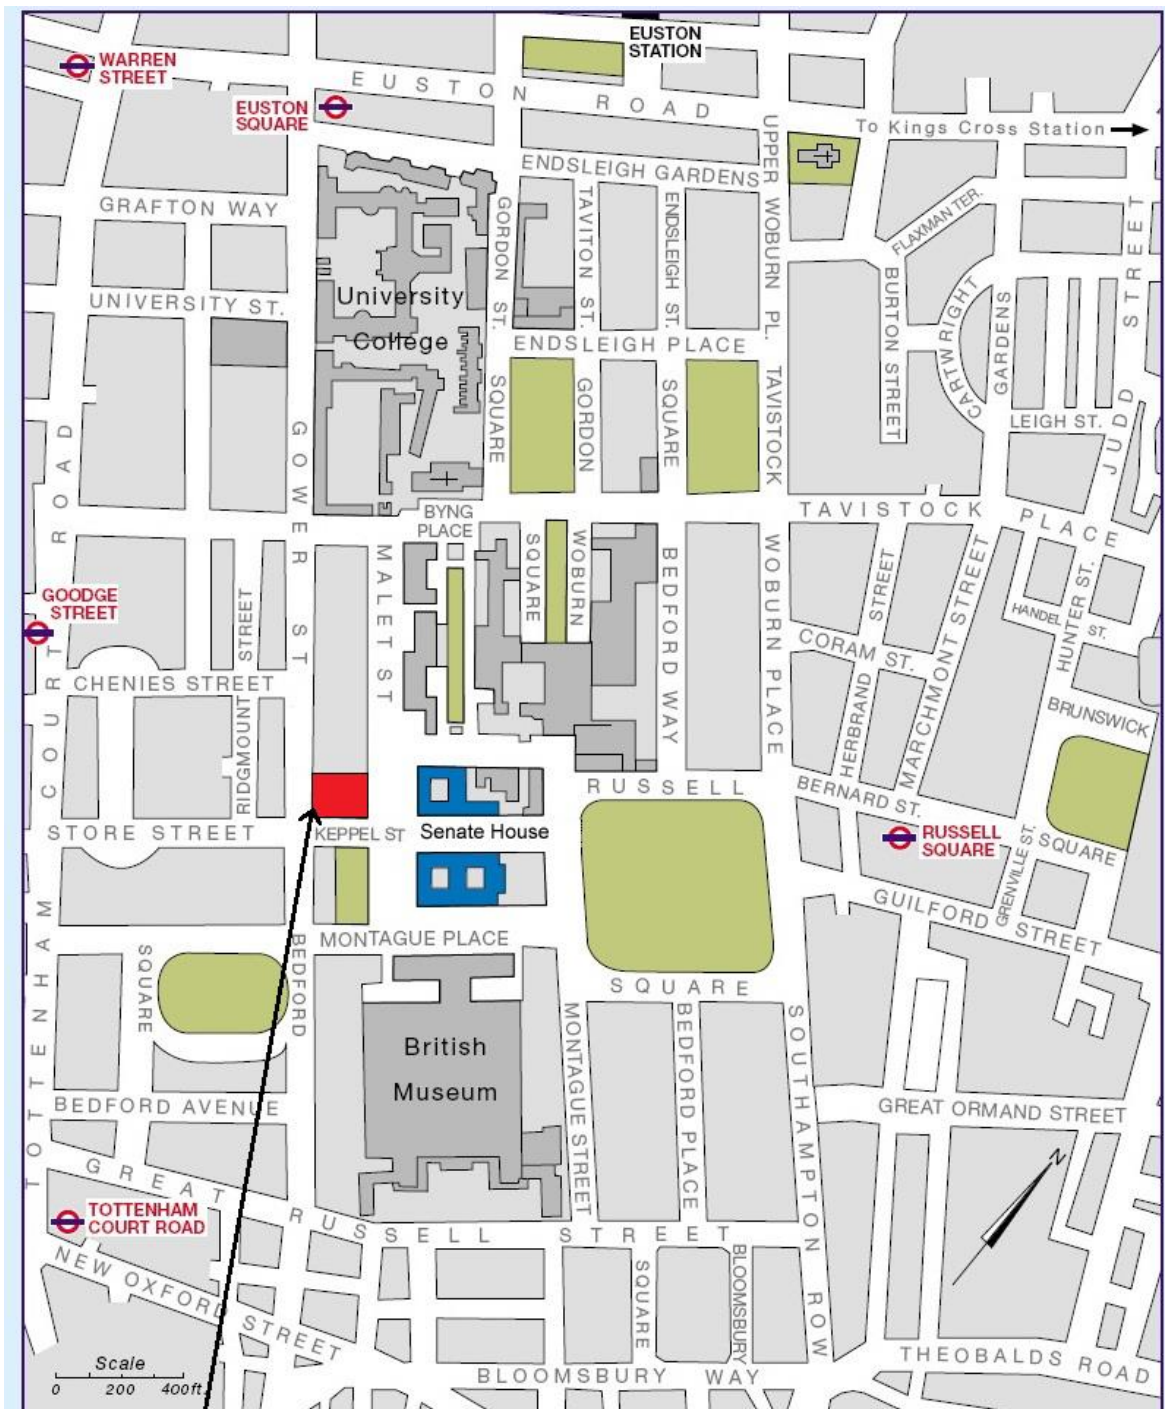 EUSTON
STATION
WARREN
STREET
EUSTON ROAD
EUSTON
SQUARE
To Kings Cross Station
UPPER WOBURN PL.
ENDSLEIGH GARDENS
GRAFTON WAY
GORDON ST.
TAVITON ST.
ENDSLEIGH ST.
FLAXMAN TER.
JUDD STREET
BURTON STREET
CARTWRIGHT
GARDENS
University
College
UNIVERSITY ST.
ENDSLEIGH PLACE
SQUARE
GORDON
SQUARE
TAVISTOCK
LEIGH ST.
GOWER ST
BYNG
PLACE
TAVISTOCK PLACE
MALET ST
SQUARE
WOBURN
BEDFORD WAY
WOBURN PLACE
HERBRAND STREET
MARCHMONT STREET
HANDEL ST.
HUNTER ST.
GOODGE
STREET
CORAM ST.
CHENIES STREET
RIDGMOUNT STREET
BRUNSWICK
SQUARE
RUSSELL
BERNARD ST.
STORE STREET
KEPPEL ST
Senate House
RUSSELL
SQUARE
GRENVILLE ST.
GUILFORD STREET
MONTAGUE PLACE
SQUARE
BEDFORD
SQUARE
TOTTENHAM COURT ROAD
British
Museum
MONTAGUE STREET
BEDFORD PLACE
SOUTHAMPTON ROW
BEDFORD AVENUE
GREAT ORMAND STREET
GREAT RUSSELL STREET
N
TOTTENHAM
COURT ROAD
NEW OXFORD STREET
SQUARE
BLOOMSBURY
THEOBALDS ROAD
BLOOMSBURY WAY
Scale
0 200 400ft.